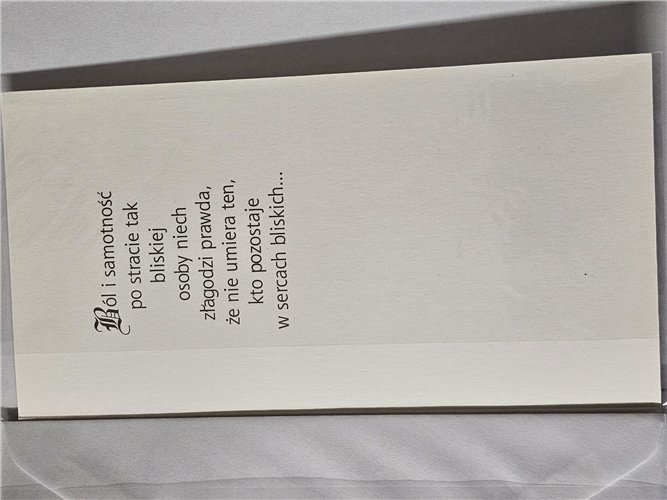 Ból i samotność
po stracie tak
bliskiej
osoby niech
złagodzi prawda,
że nie umiera ten,
kto pozostaje
w sercach bliskich...